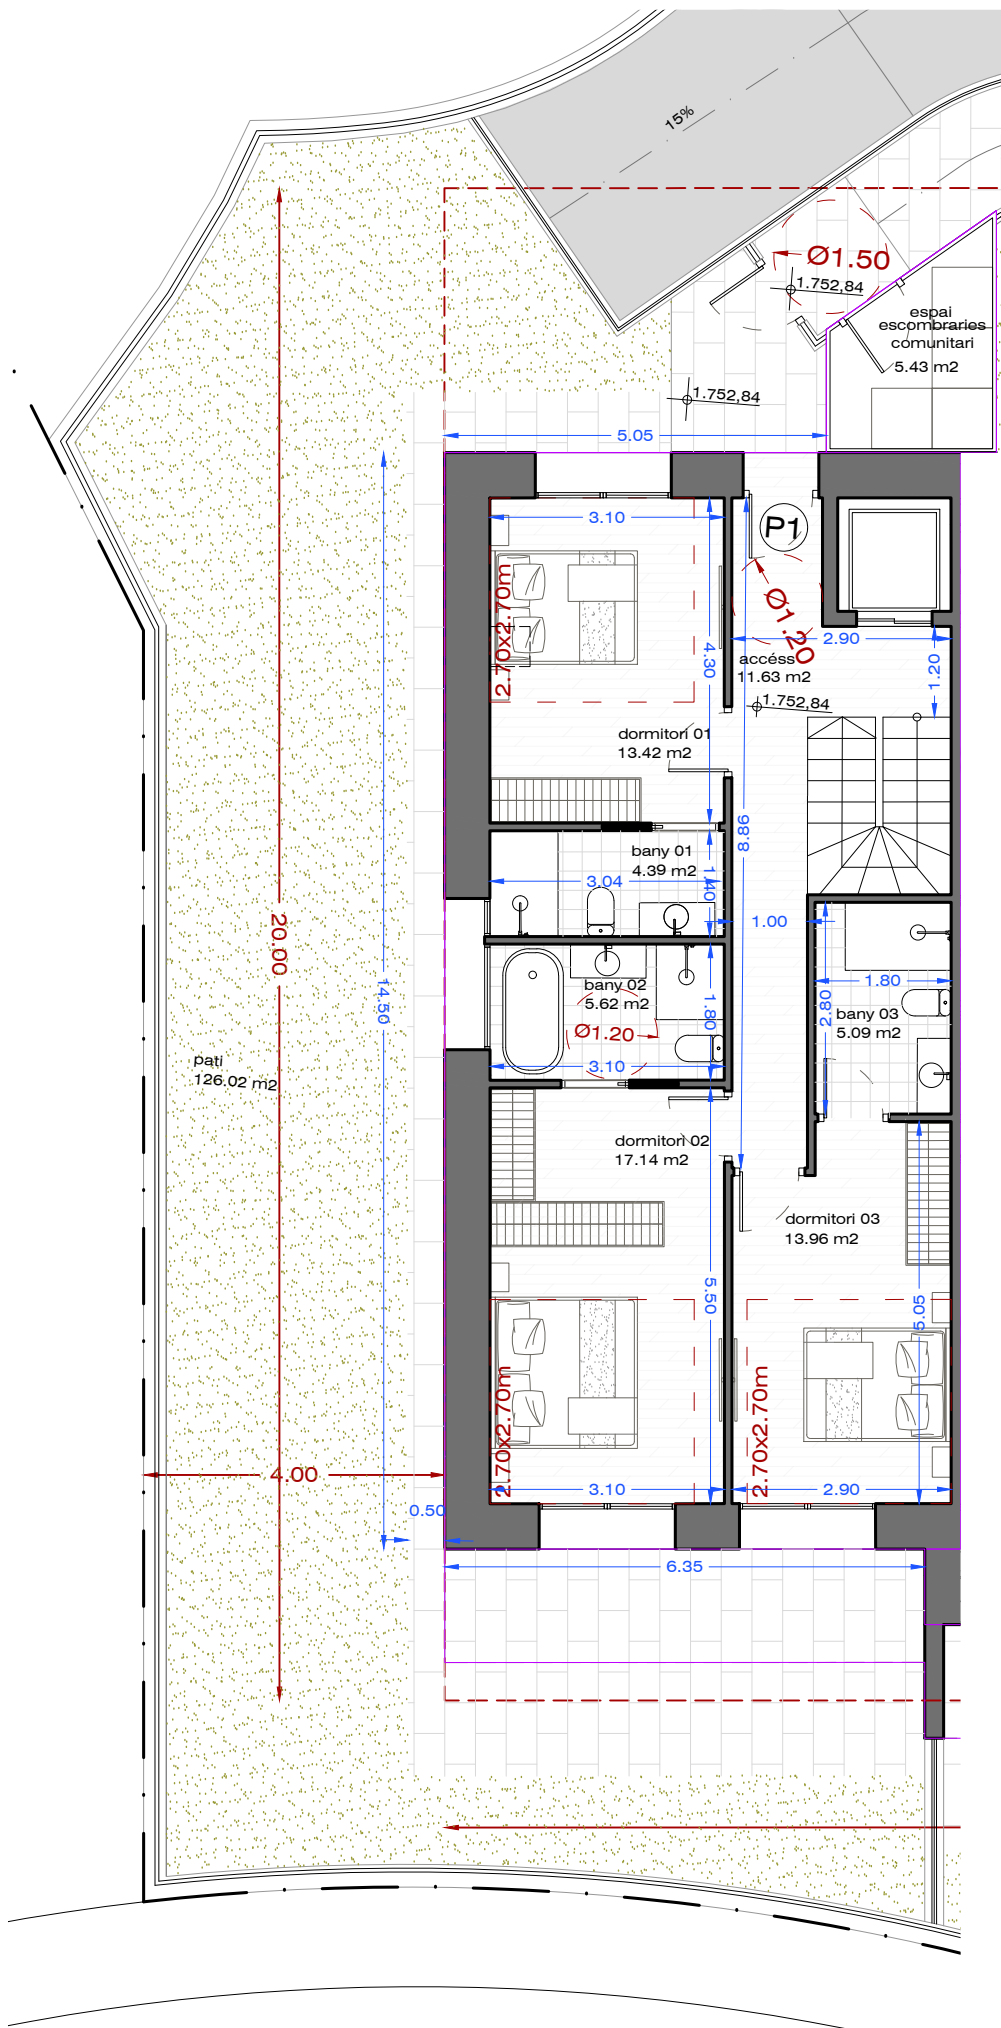 15%
Ø1.50
1.752,84
espai
escombraries
comunitari
5.43 m2
1.752,84
5.05
3.10
P1
2.70x2.70m
Ø1.20
4.30
2.90
1.20
accéss
11.63 m2
1.752,84
dormitori 01
13.42 m2
8.86
bany 01
4.39 m2
1.40
3.04
1.00
20.00
14.50
bany 02
5.62 m2
1.80
Ø1.20
3.10
1.80
2.80
bany 03
5.09 m2
pati
126.02 m2
dormitori 02
17.14 m2
dormitori 03
13.96 m2
5.50
5.05
2.70x2.70m
2.70x2.70m
4.00
3.10
2.90
0.50
6.35